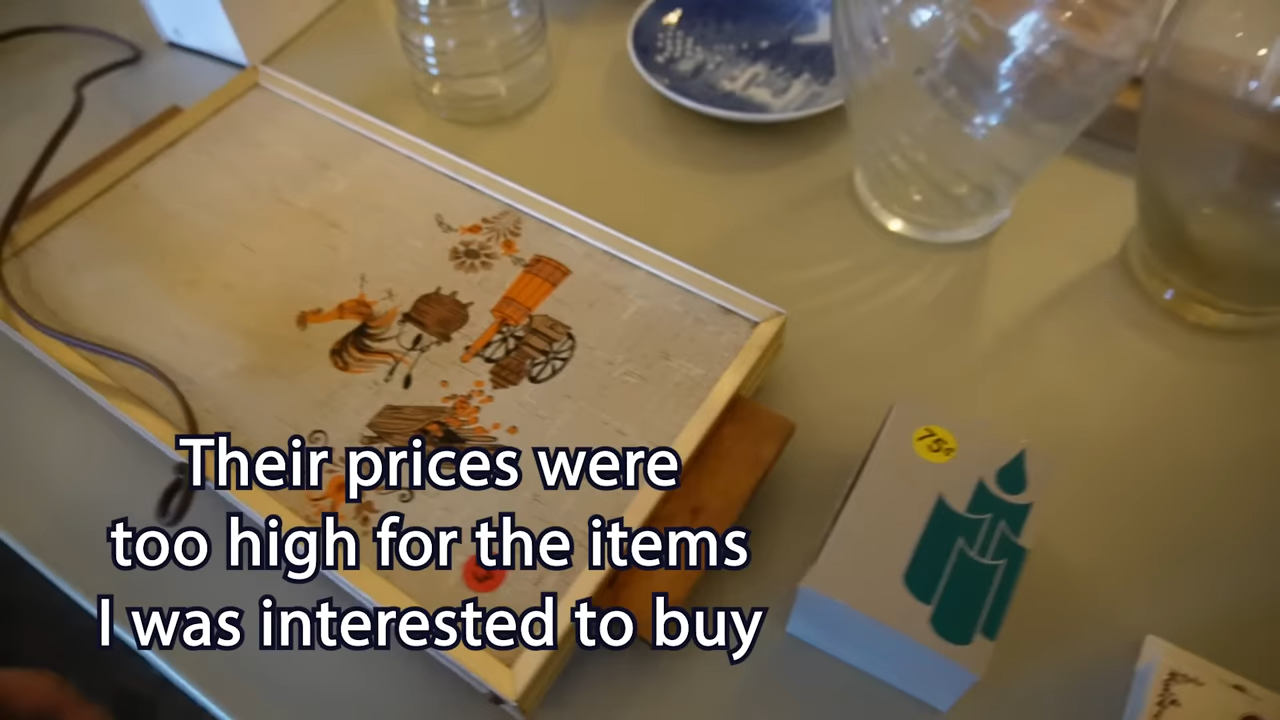 75¢
Their prices were
too high for the items
I was interested to buy